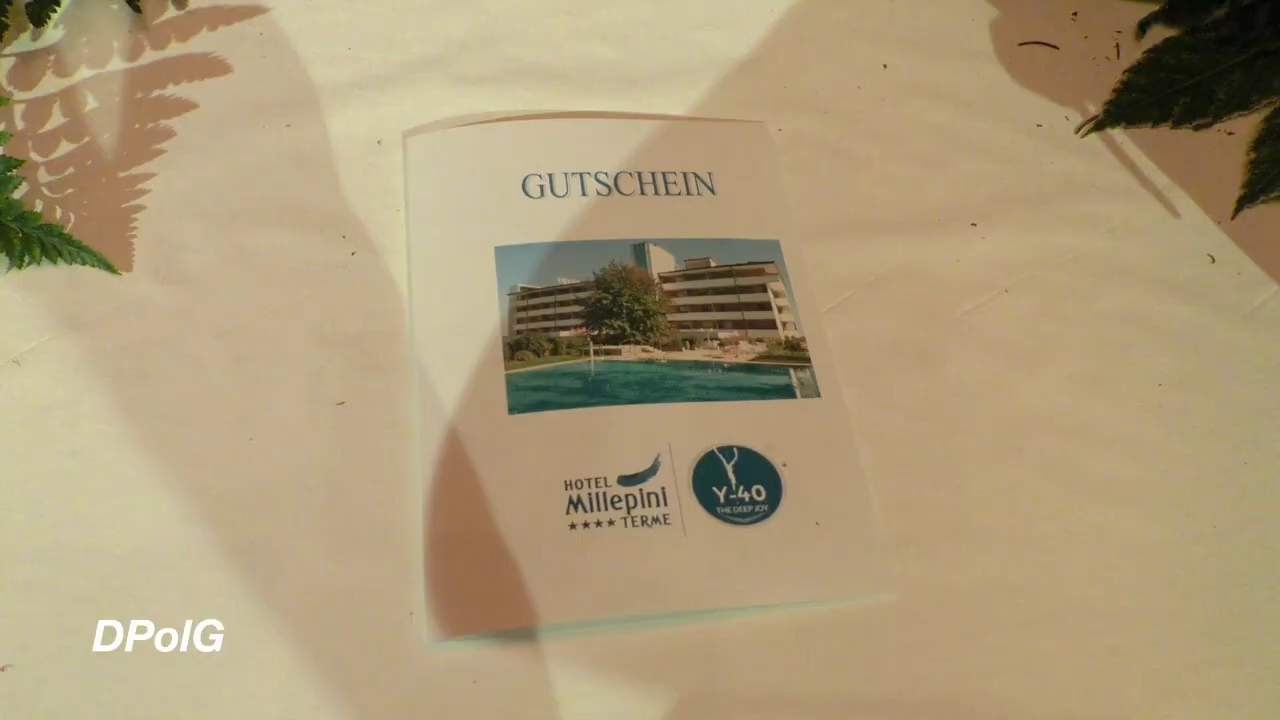 GUTSCHEIN
HOTEL
Millepini
★★★★ TERME
Y-40
THE DEEP JOY
DPolG